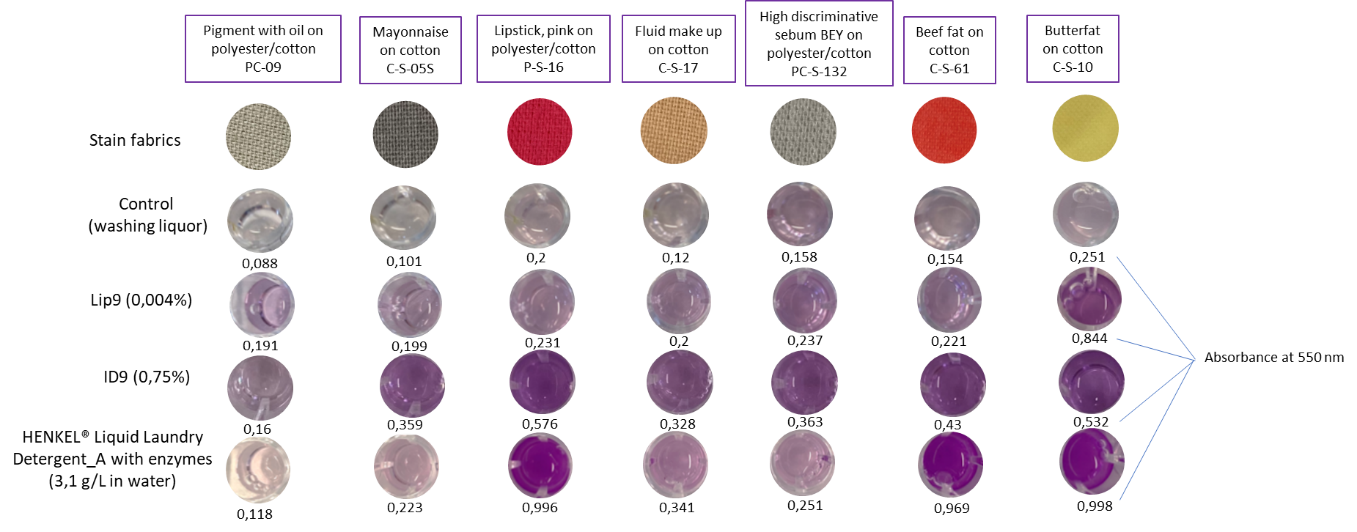 Pigment with oil on
polyester/cotton
PC-09
Mayonnaise
on cotton
C-S-05S
Lipstick, pink on
polyester/cotton
P-S-16
Fluid make up
on cotton
C-S-17
High discriminative
sebum BEY on
polyester/cotton
PC-S-132
Beef fat on
cotton
C-S-61
Butterfat
on cotton
C-S-10
Stain fabrics
Control
(washing liquor)
0,088
0,101
0,2
0,12
0,158
0,154
0,251
Lip9 (0,004%)
0,191
0,199
0,231
0,2
0,237
0,221
0,844
Absorbance at 550 nm
ID9 (0,75%)
0,16
0,359
0,576
0,328
0,363
0,43
0,532
HENKEL® Liquid Laundry
Detergent_A with enzymes
(3,1 g/L in water)
0,118
0,223
0,996
0,341
0,251
0,969
0,998